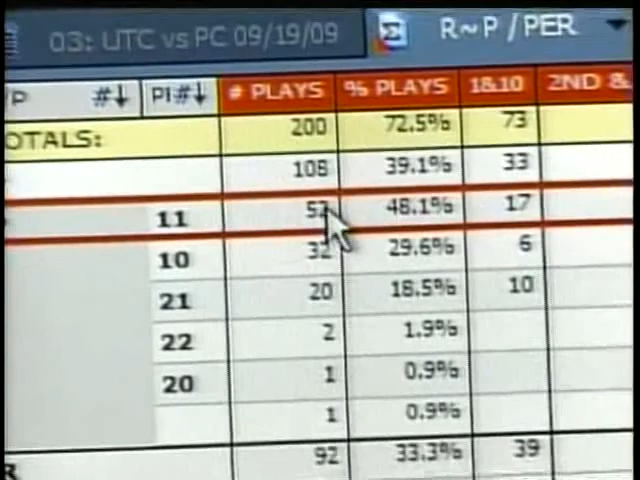 03: UTC vs PC 09/19/09 R~P /PER
P #↓ PI#↓ # PLAYS % PLAYS 1&10 2ND &
OTALS: 200 72.5% 73
108 39.1% 33
11 52 48.1% 17
10 32 29.6% 6
21 20 18.5% 10
22 2 1.9%
20 1 0.9%
1 0.9%
R 92 33.3% 39